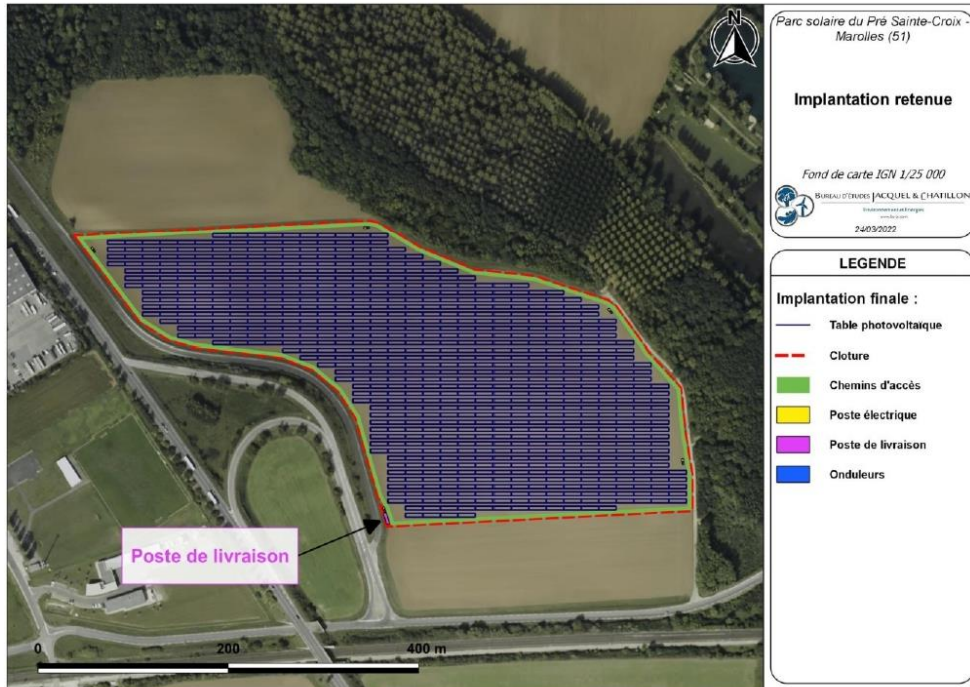 N
Poste de livraison
0 200 400 m
Parc solaire du Pré Sainte-Croix -
Marolles (51)
Implantation retenue
Fond de carte IGN 1/25 000
BUREAU D'ÉTUDES JACQUEL & CHATILLON
24/03/2022
LEGENDE
Implantation finale :
Table photovoltaïque
Cloture
Chemins d'accès
Poste électrique
Poste de livraison
Onduleurs